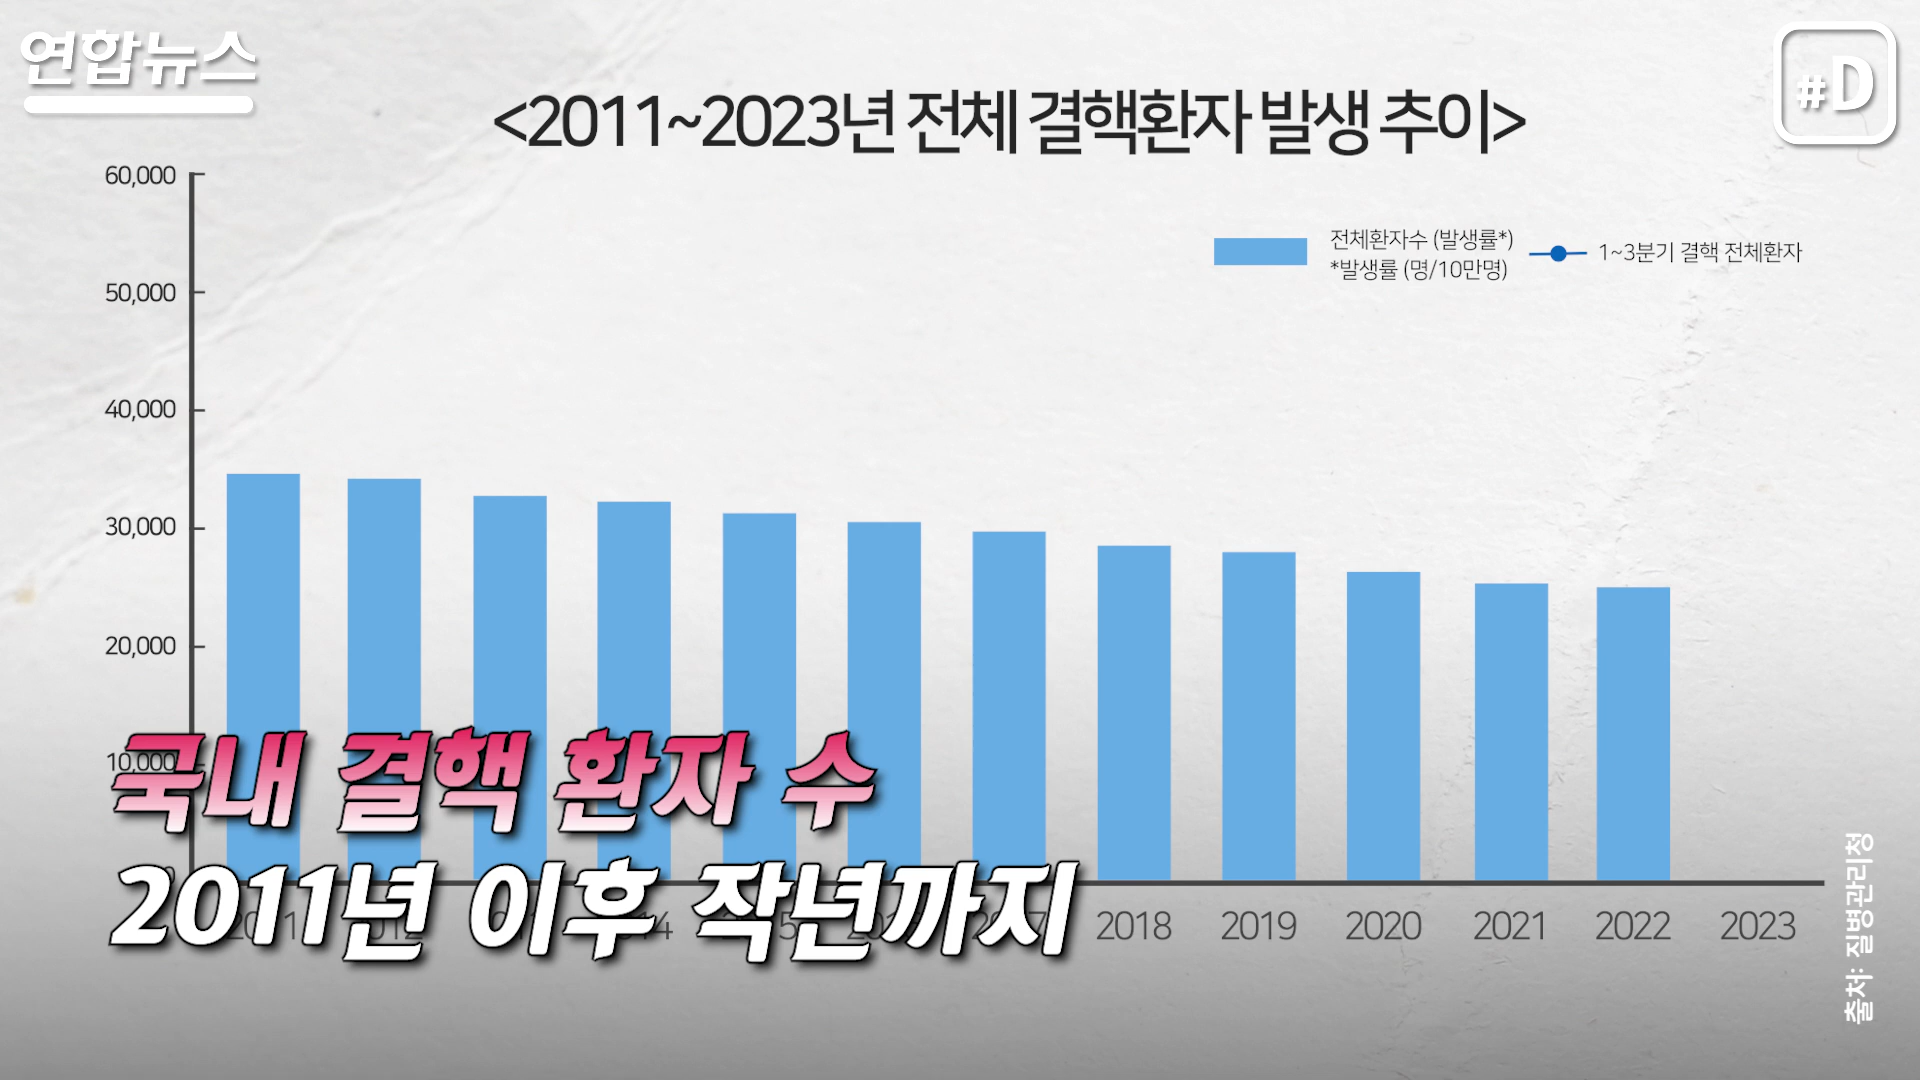 연합뉴스
#D
<2011~2023년 전체 결핵환자 발생 추이>
60,000
50,000
40,000
30,000
20,000
10,000
전체환자수 (발생률*)
*발생률 (명/10만명)
1~3분기 결핵 전체환자
국내 결핵 환자 수
2011년 이후 작년까지
2018 2019 2020 2021 2022 2023
출처: 질병관리청